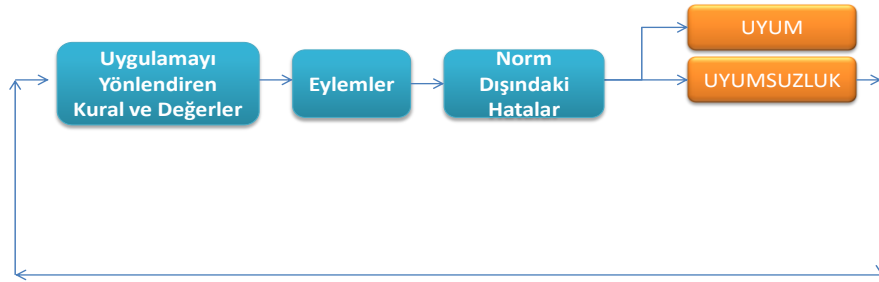 Uygulamayı
Yönlendiren
Kural ve Değerler
Eylemler
Norm
Dışındaki
Hatalar
UYUM
UYUMSUZLUK